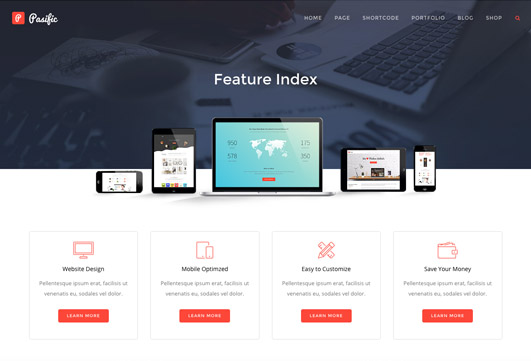 P Pasific
HOME PAGE SHORTCODE PORTFOLIO BLOG SHOP
Feature Index
950
175
578
350
Website Design
Mobile Optimzed
Easy to Customize
Save Your Money
Pellentesque ipsum erat, facilisis ut
venenatis eu, sodales vel dolor.
Pellentesque ipsum erat, facilisis ut
venenatis eu, sodales vel dolor.
Pellentesque ipsum erat, facilisis ut
venenatis eu, sodales vel dolor.
Pellentesque ipsum erat, facilisis ut
venenatis eu, sodales vel dolor.
LEARN MORE
LEARN MORE
LEARN MORE
LEARN MORE